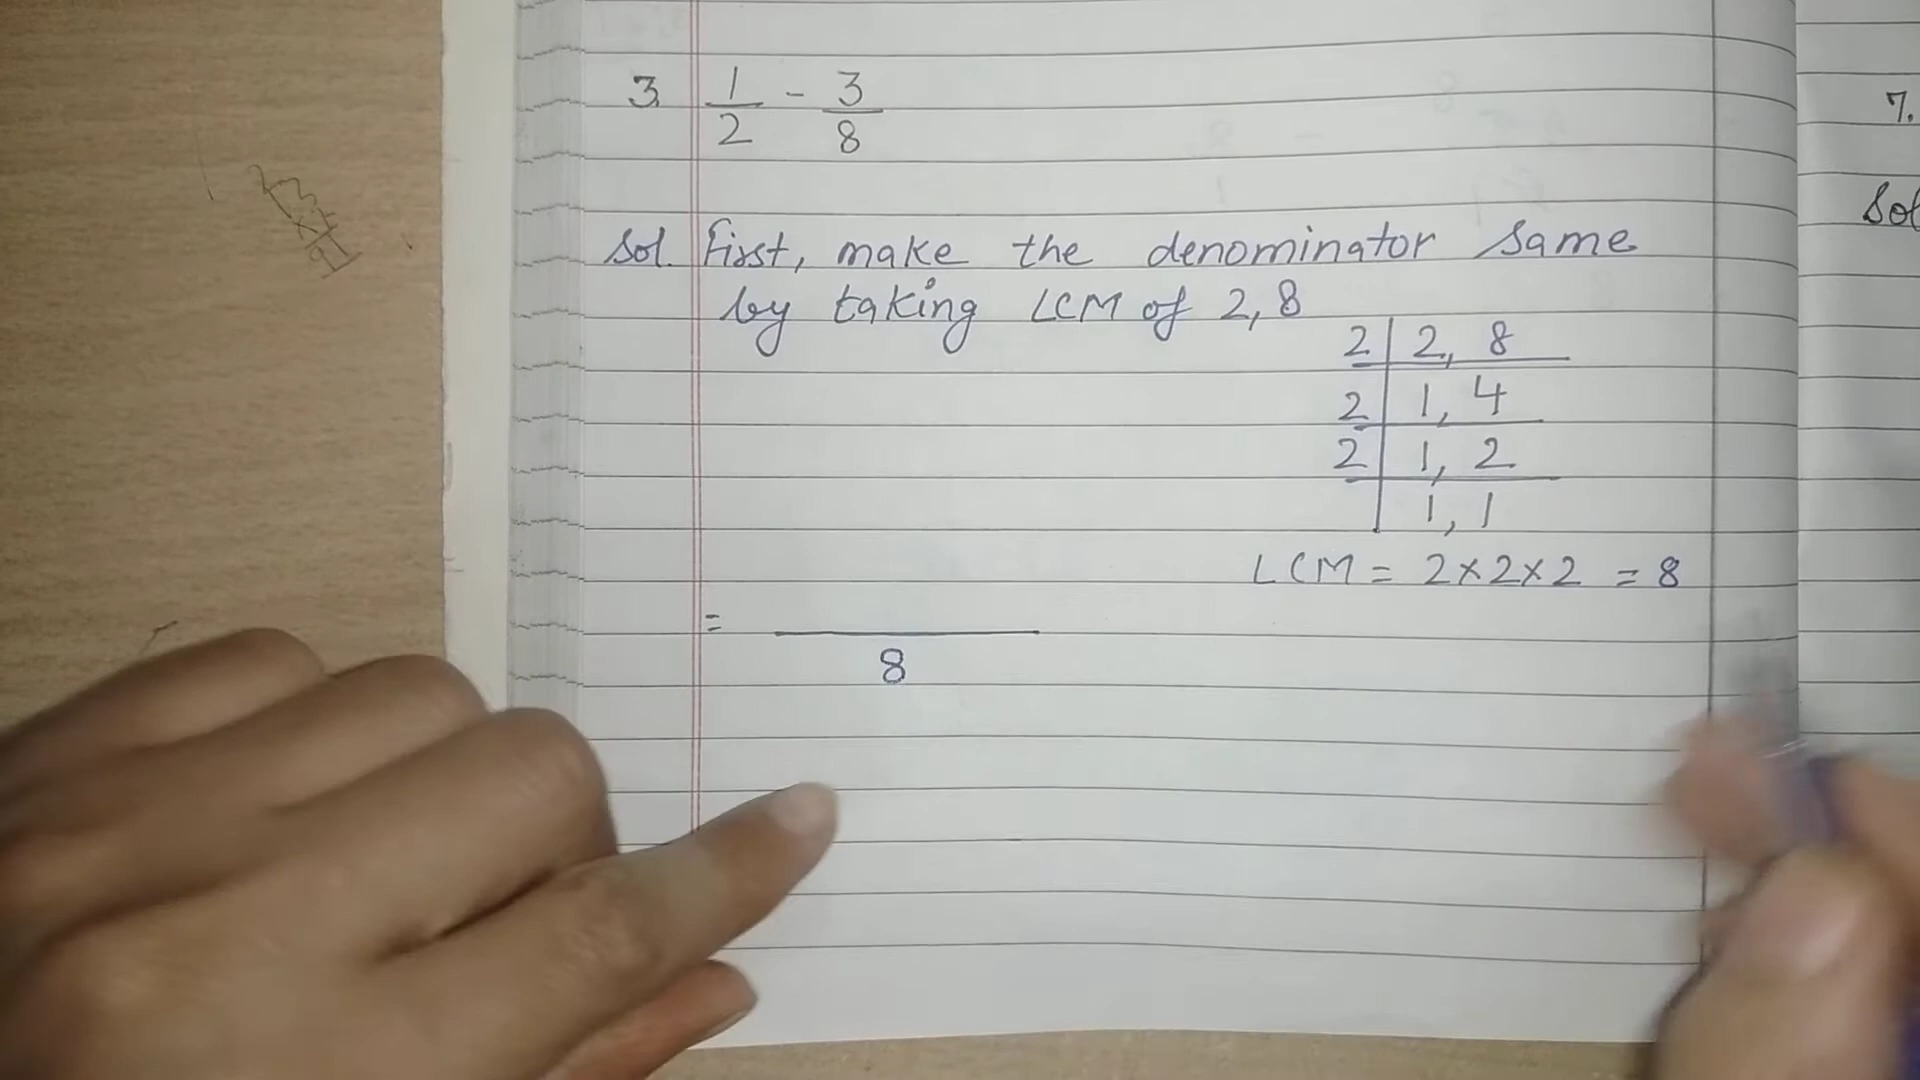 3. 1/2 - 3/8
Sol. First, make the denominator same
by taking LCM of 2, 8
2 | 2, 8
2 | 1, 4
2 | 1, 2
| 1, 1
LCM = 2×2×2 = 8
= /8
7.
Sol